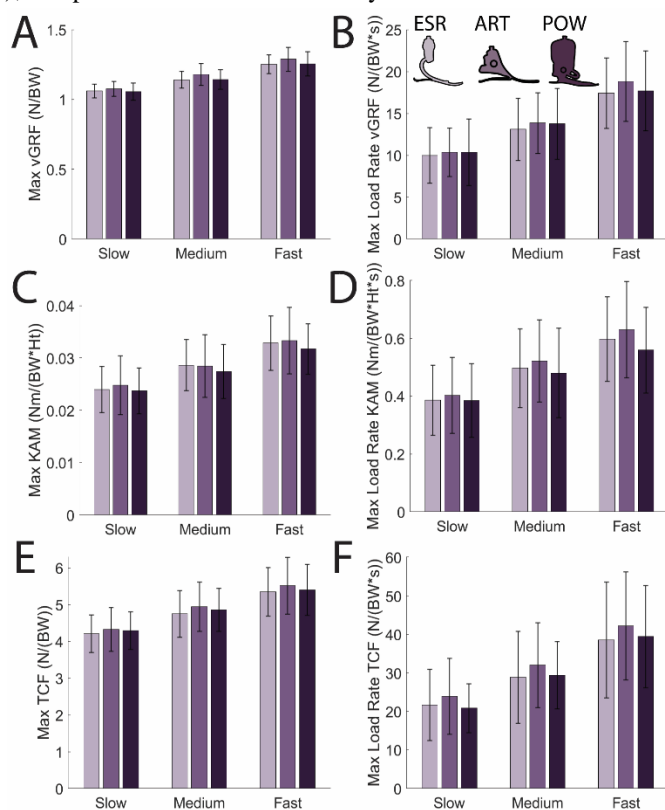 A
Max vGRF (N/BW)
1.5
1
0.5
0
Slow Medium Fast
B
ESR ART POW
Max Load Rate vGRF (N/(BW*s))
25
20
15
10
5
0
Slow Medium Fast
C
Max KAM (Nm/(BW*Ht))
0.04
0.03
0.02
0.01
0
Slow Medium Fast
D
Max Load Rate KAM (Nm/(BW*Ht*s))
0.8
0.6
0.4
0.2
0
Slow Medium Fast
E
Max TCF (N/(BW))
6
5
4
3
2
1
0
Slow Medium Fast
F
Max Load Rate TCF (N/(BW*s))
60
50
40
30
20
10
0
Slow Medium Fast